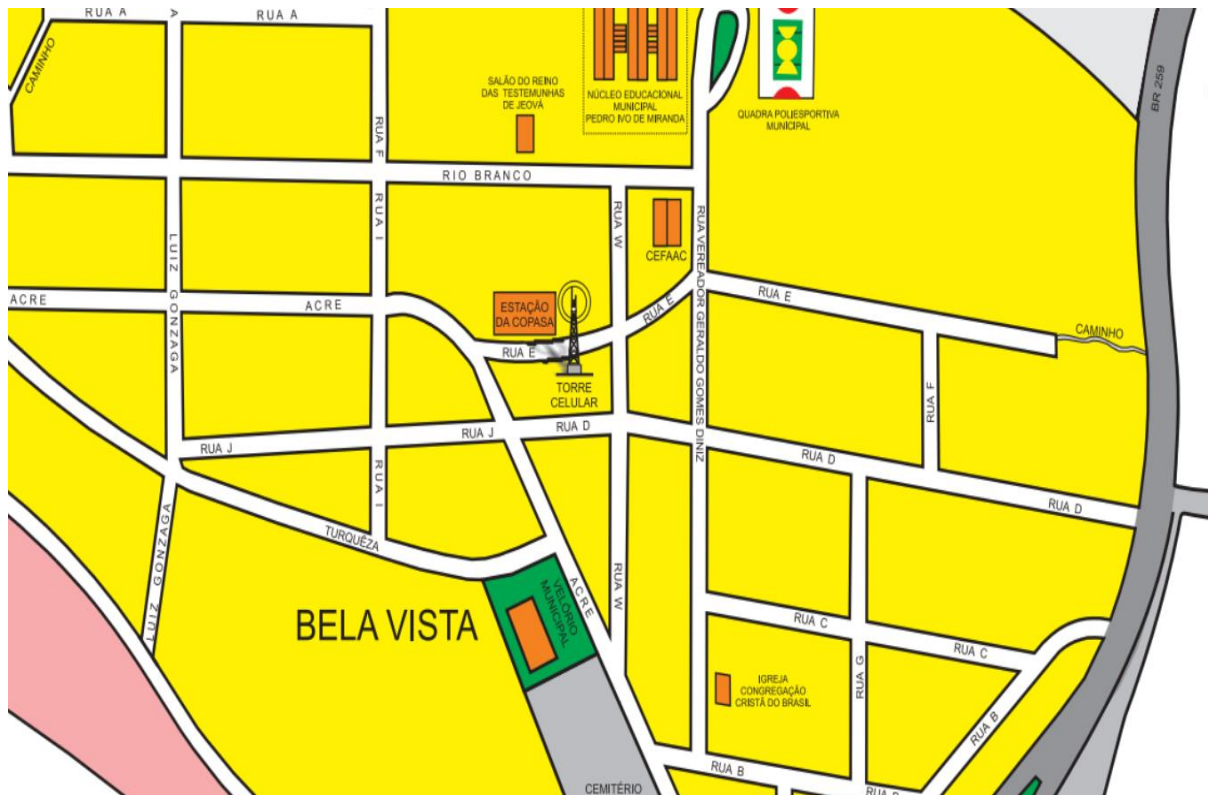 RUA A
A
RUA A
CAMINHO
SALÃO DO REINO
DAS TESTEMUNHAS
DE JEOVÁ
NÚCLEO EDUCACIONAL
MUNICIPAL
PEDRO IVO DE MIRANDA
QUADRA POLIESPORTIVA
MUNICIPAL
BR 259
RUA F
RIO BRANCO
RUA I
RUA W
CEFAAC
RUA VEREADOR GERALDO GOMES DINIZ
LUIZ GONZAGA
ACRE
ACRE
ESTAÇÃO
DA COPASA
RUA E
RUA E
RUA E
CAMINHO
TORRE
CELULAR
RUA F
RUA J
RUA J
RUA D
RUA D
RUA D
RUA I
LUIZ GONZAGA
TURQUÊZA
VELÓRIO
MUNICIPAL
ACRE
RUA W
BELA VISTA
RUA C
RUA C
RUA G
IGREJA
CONGREGAÇÃO
CRISTÃ DO BRASIL
RUA B
RUA B
CEMITÉRIO